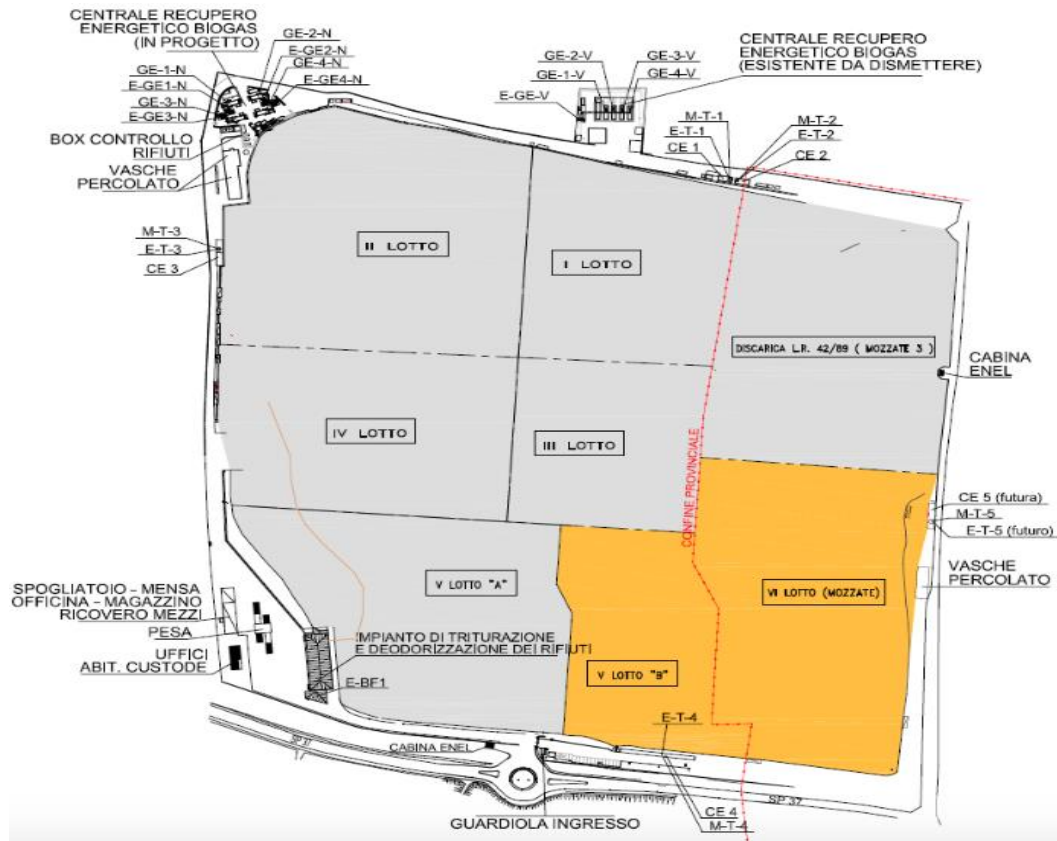 CENTRALE RECUPERO
ENERGETICO BIOGAS
(IN PROGETTO)
GE-2-N
E-GE2-N
GE-4-N
E-GE4-N
GE-1-N
E-GE1-N
GE-3-N
E-GE3-N
BOX CONTROLLO
RIFIUTI
VASCHE
PERCOLATO
GE-2-V
GE-1-V
E-GE-V
GE-3-V
GE-4-V
CENTRALE RECUPERO
ENERGETICO BIOGAS
(ESISTENTE DA DISMETTERE)
M-T-1
E-T-1
CE 1
M-T-2
E-T-2
CE 2
M-T-3
E-T-3
CE 3
II LOTTO
I LOTTO
DISCARICA L.R. 42/89 ( MOZZATE 3 )
CABINA
ENEL
IV LOTTO
III LOTTO
CONFINE PROVINCIALE
CE 5 (futura)
M-T-5
E-T-5 (futuro)
VASCHE
PERCOLATO
V LOTTO "A"
VI LOTTO (MOZZATE)
SPOGLIATOIO - MENSA
OFFICINA - MAGAZZINO
RICOVERO MEZZI
PESA
UFFICI
ABIT. CUSTODE
IMPIANTO DI TRITURAZIONE
E DEODORIZZAZIONE DEI RIFIUTI
E-BF1
V LOTTO "B"
E-T-4
CABINA ENEL
SP 37
CE 4
M-T-4
GUARDIOLA INGRESSO